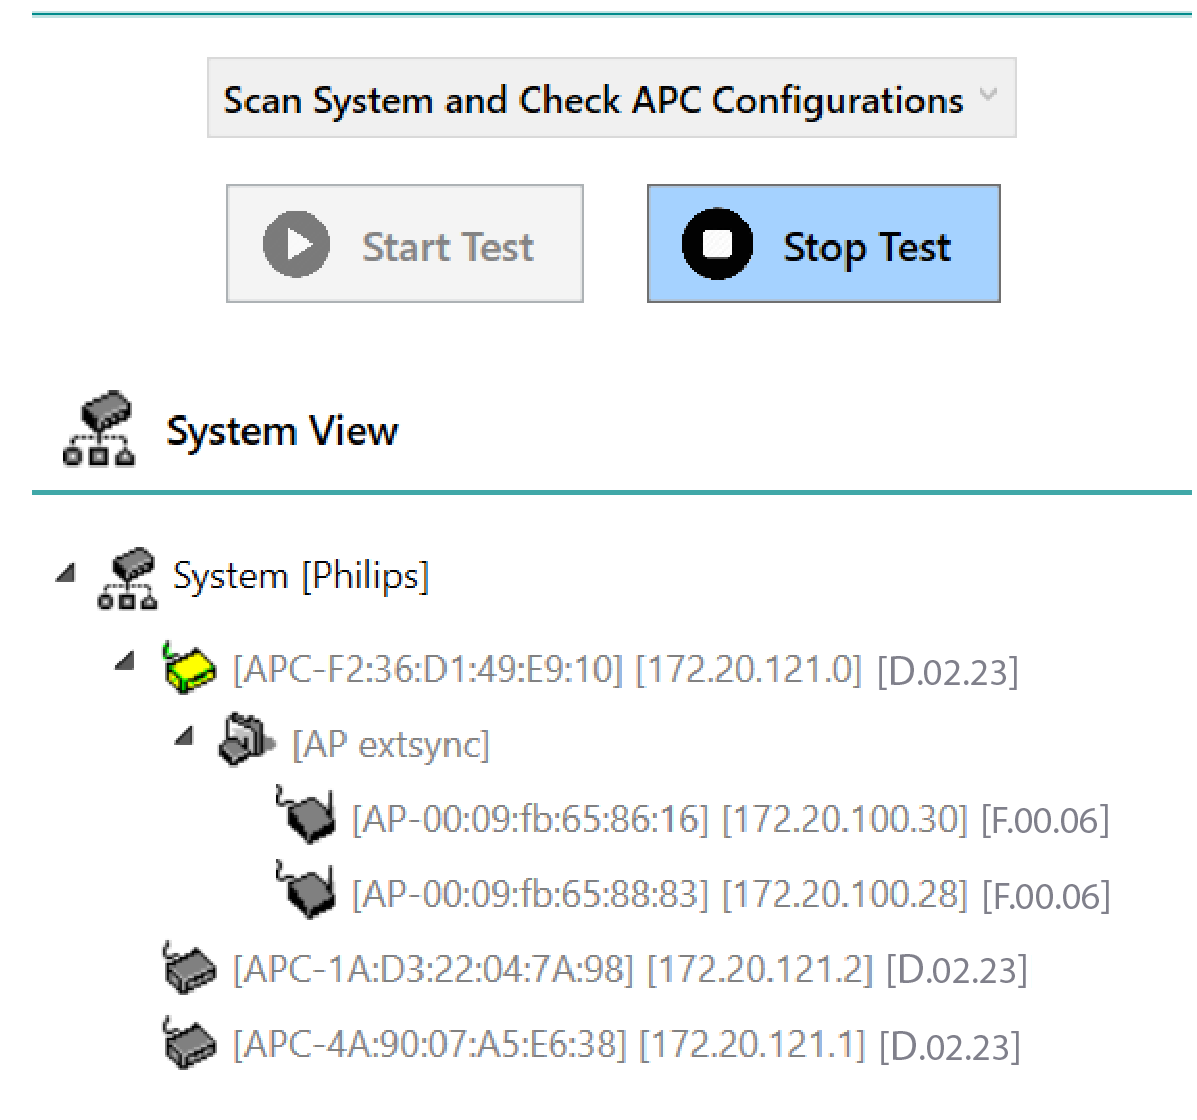 Scan System and Check APC Configurations
Start Test
Stop Test
System View
System [Philips]
[APC-F2:36:D1:49:E9:10] [172.20.121.0] [D.02.23]
[AP extsync]
[AP-00:09:fb:65:86:16] [172.20.100.30] [F.00.06]
[AP-00:09:fb:65:88:83] [172.20.100.28] [F.00.06]
[APC-1A:D3:22:04:7A:98] [172.20.121.2] [D.02.23]
[APC-4A:90:07:A5:E6:38] [172.20.121.1] [D.02.23]